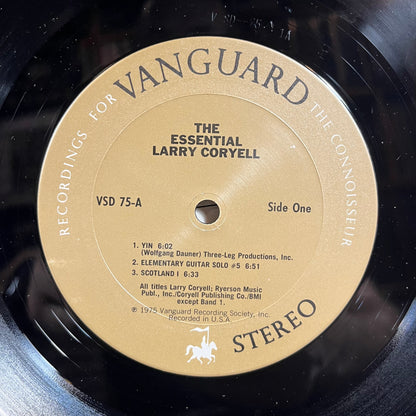 V SD-75-A 1A
RECORDINGS FOR VANGUARD THE CONNOISSEUR
THE
ESSENTIAL
LARRY CORYELL
VSD 75-A
Side One
1. YIN 6:02
(Wolfgang Dauner) Three-Leg Productions, Inc.
2. ELEMENTARY GUITAR SOLO #5 6:51
3. SCOTLAND I 6:33
All titles Larry Coryell; Ryerson Music
Publ., Inc./Coryell Publishing Co./BMI
except Band 1.
℗ 1975 Vanguard Recording Society, Inc.
Recorded in U.S.A.
STEREO